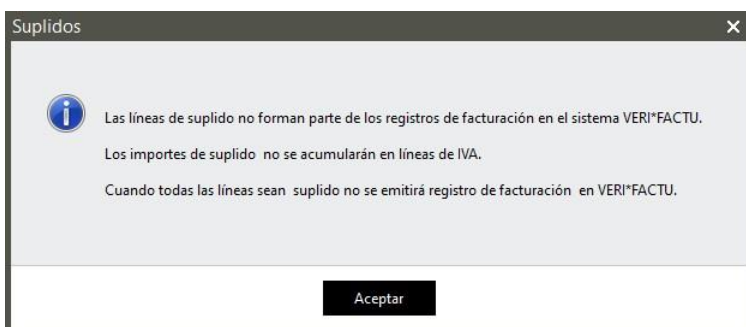 Suplidos
Las líneas de suplido no forman parte de los registros de facturación en el sistema VERI*FACTU.
Los importes de suplido no se acumularán en líneas de IVA.
Cuando todas las líneas sean suplido no se emitirá registro de facturación en VERI*FACTU.
Aceptar